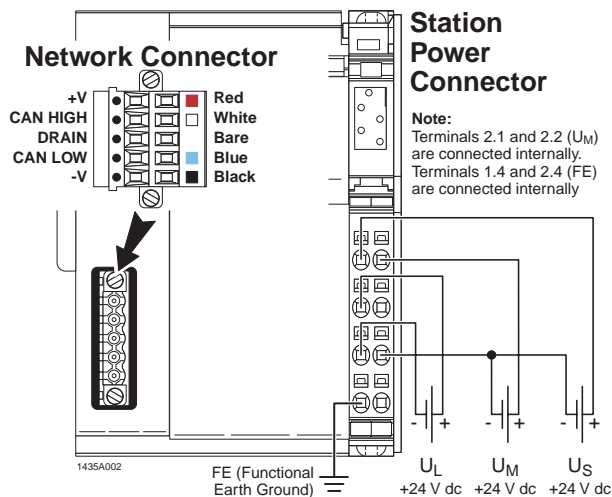 Network Connector
+V
CAN HIGH
DRAIN
CAN LOW
-V
Red
White
Bare
Blue
Black
Station
Power
Connector
Note:
Terminals 2.1 and 2.2 (UM)
are connected internally.
Terminals 1.4 and 2.4 (FE)
are connected internally
- + - + - +
UL UM US
+24 V dc +24 V dc +24 V dc
FE (Functional
Earth Ground)
1435A002